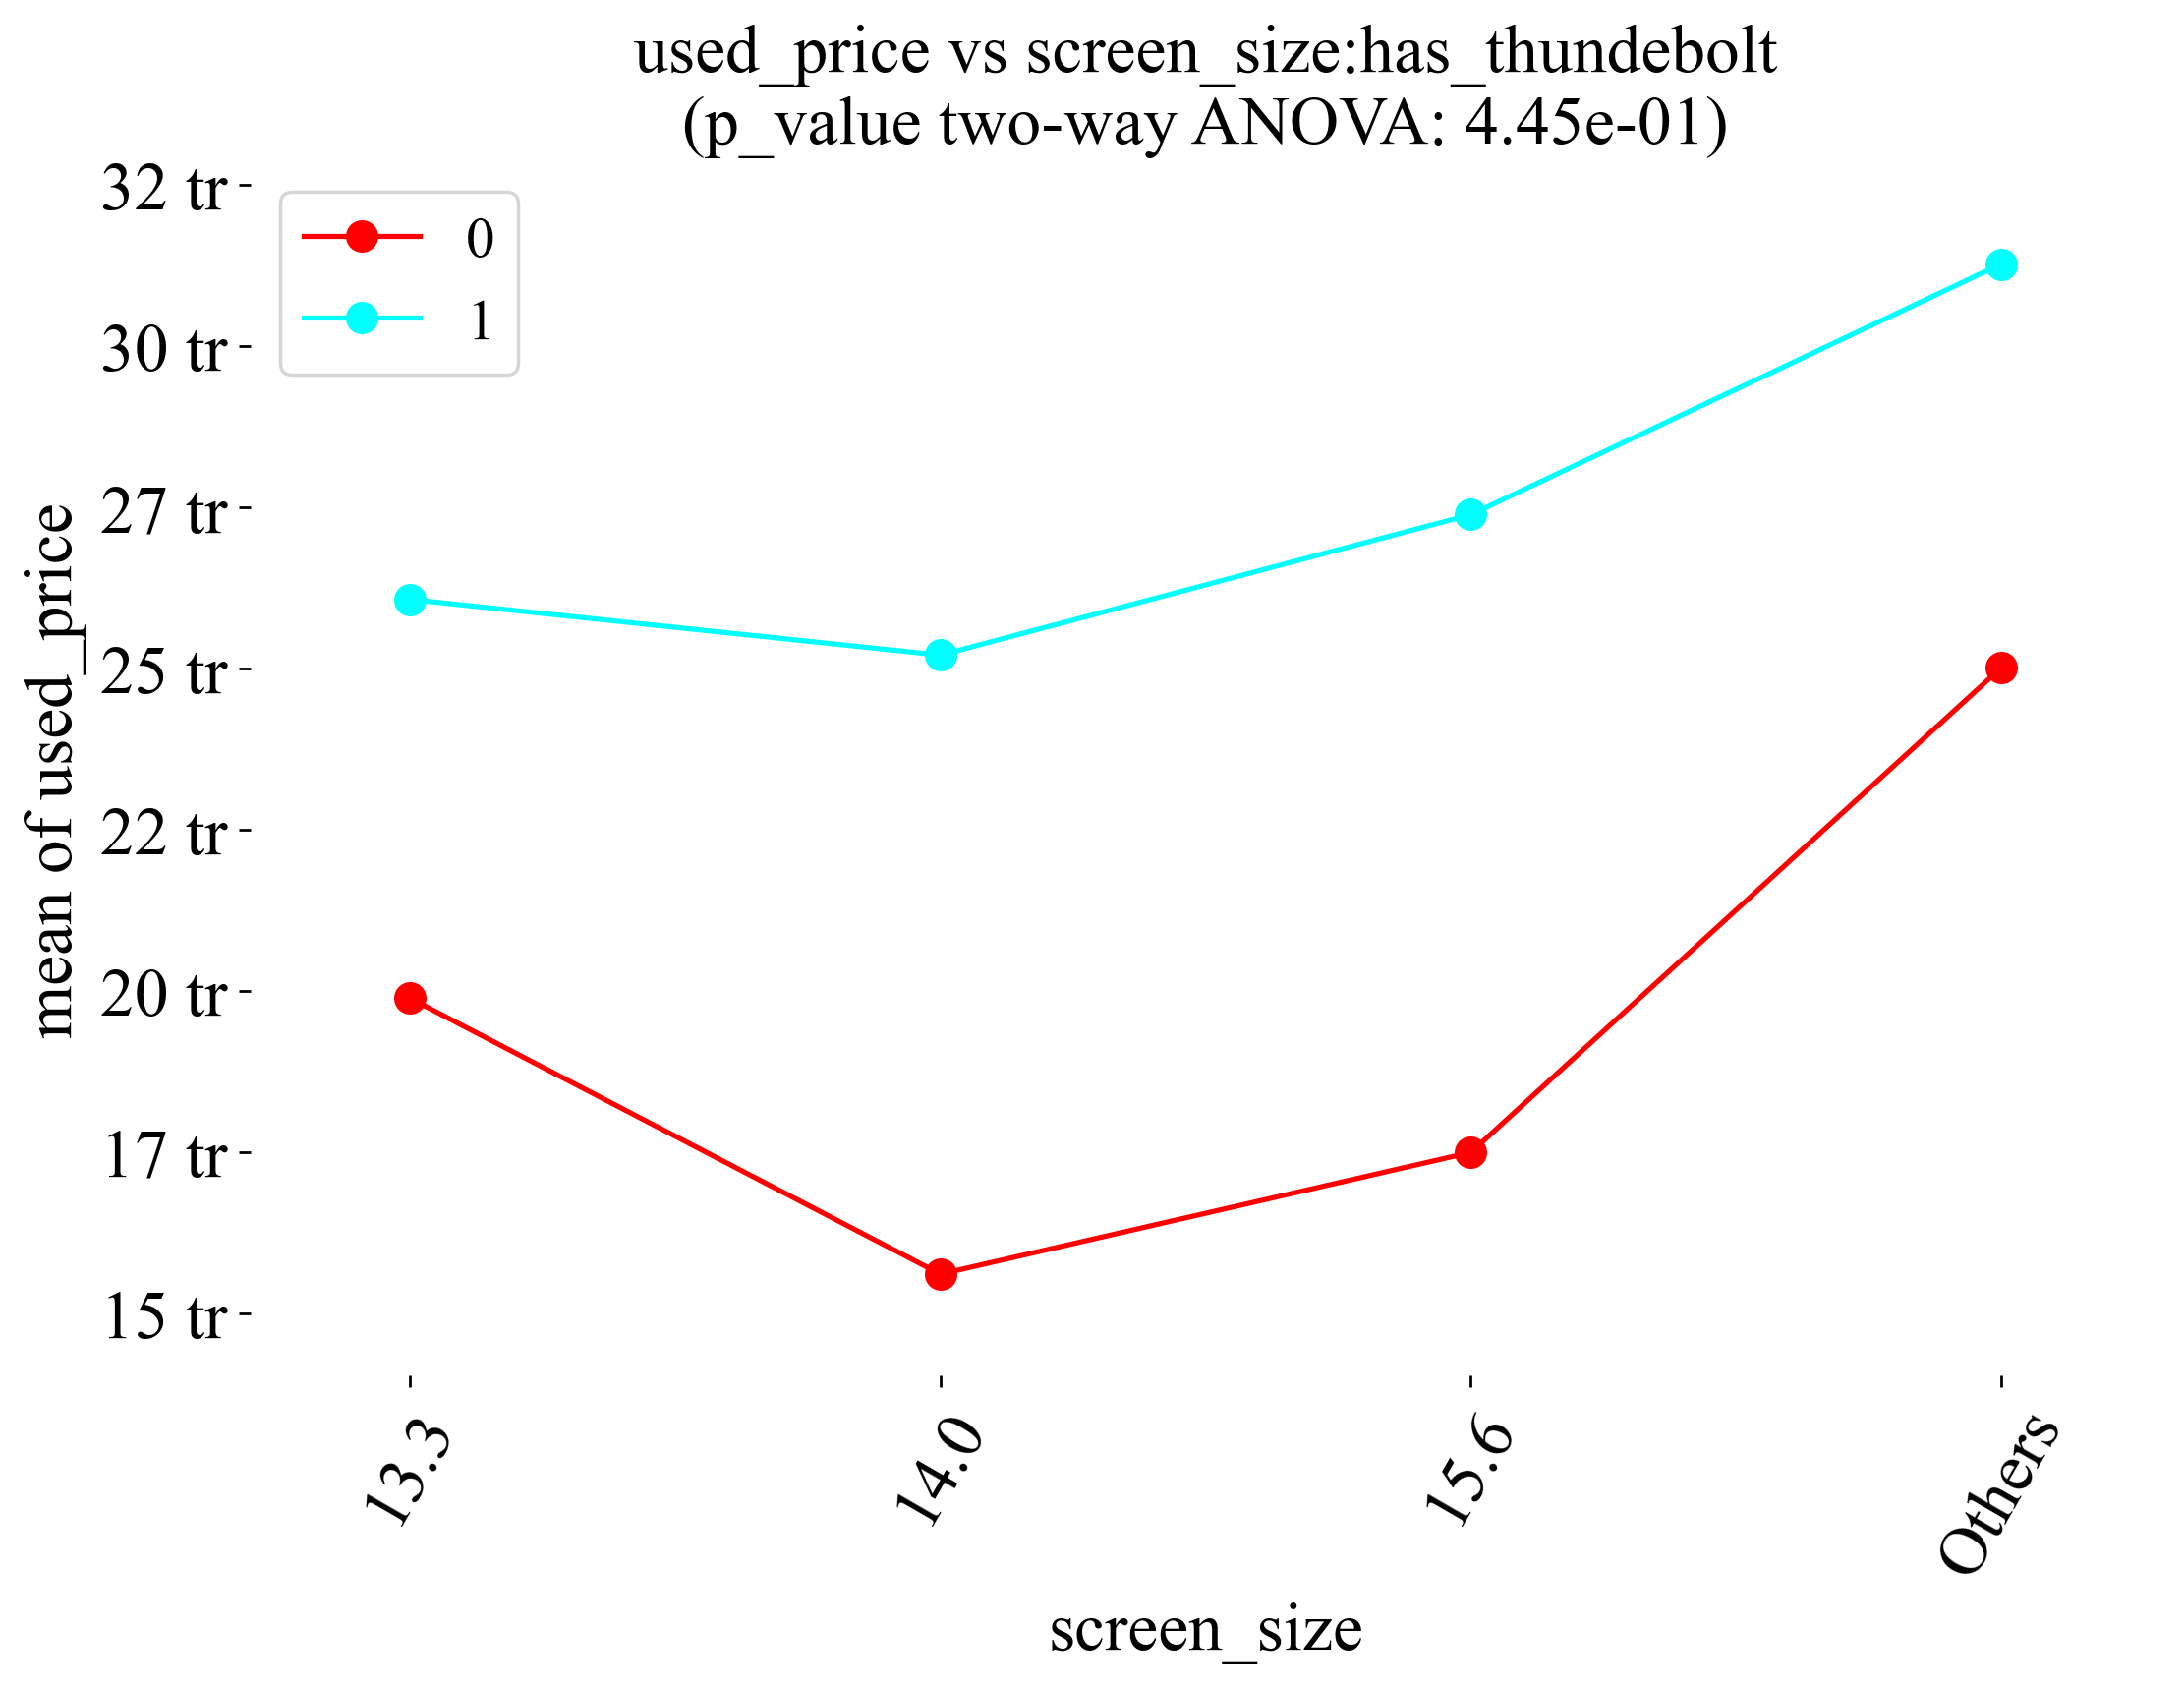 used_price vs screen_size:has_thundebolt
(p_value two-way ANOVA: 4.45e-01)
0
1
mean of used_price
32 tr
30 tr
27 tr
25 tr
22 tr
20 tr
17 tr
15 tr
13.3
14.0
15.6
Others
screen_size